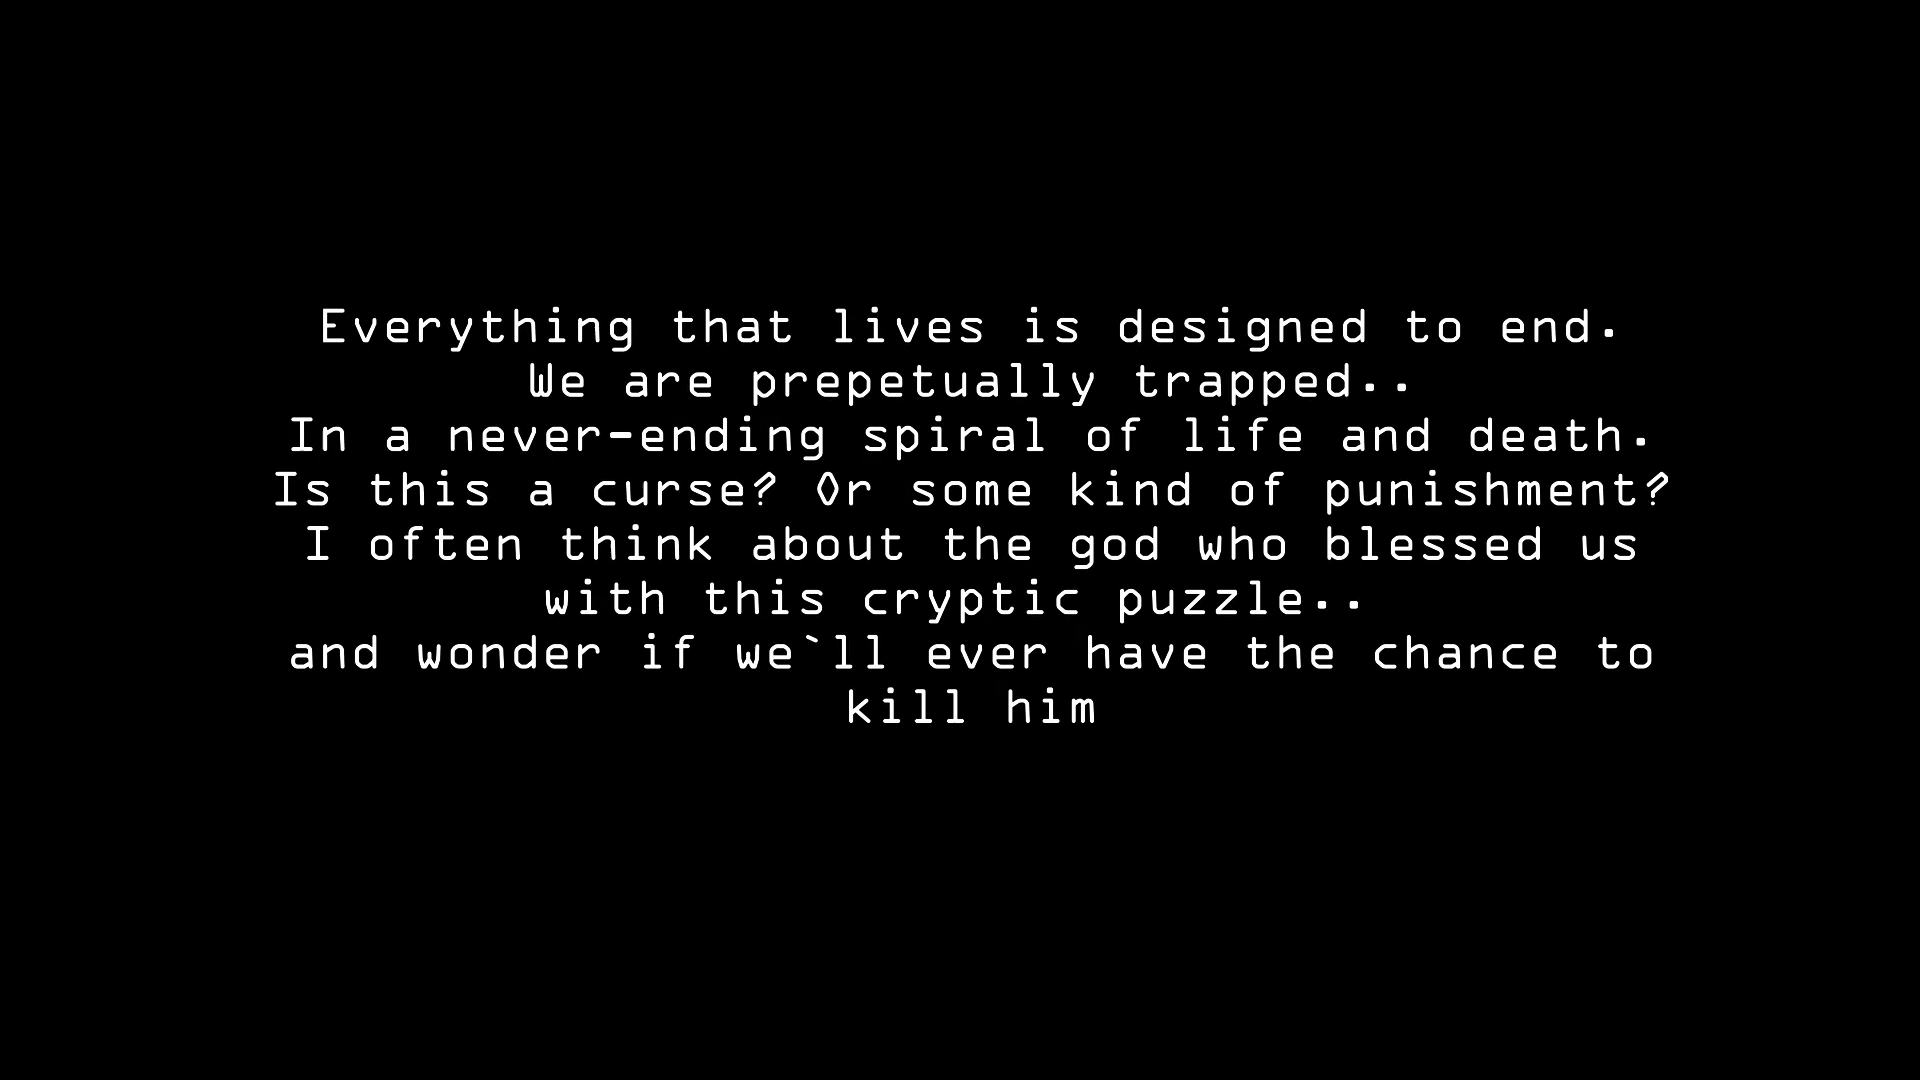 Everything that lives is designed to end.
We are prepetually trapped..
In a never-ending spiral of life and death.
Is this a curse? Or some kind of punishment?
I often think about the god who blessed us
with this cryptic puzzle..
and wonder if we`ll ever have the chance to
kill him